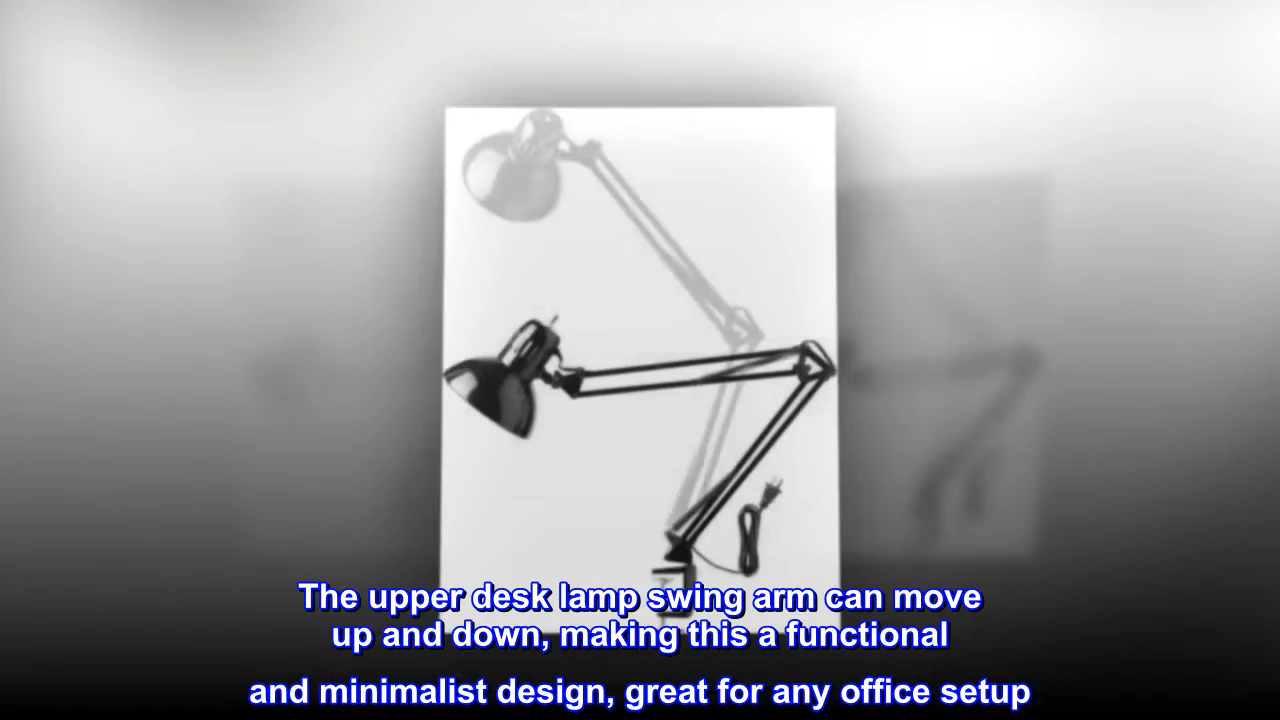 The upper desk lamp swing arm can move
up and down, making this a functional
and minimalist design, great for any office setup